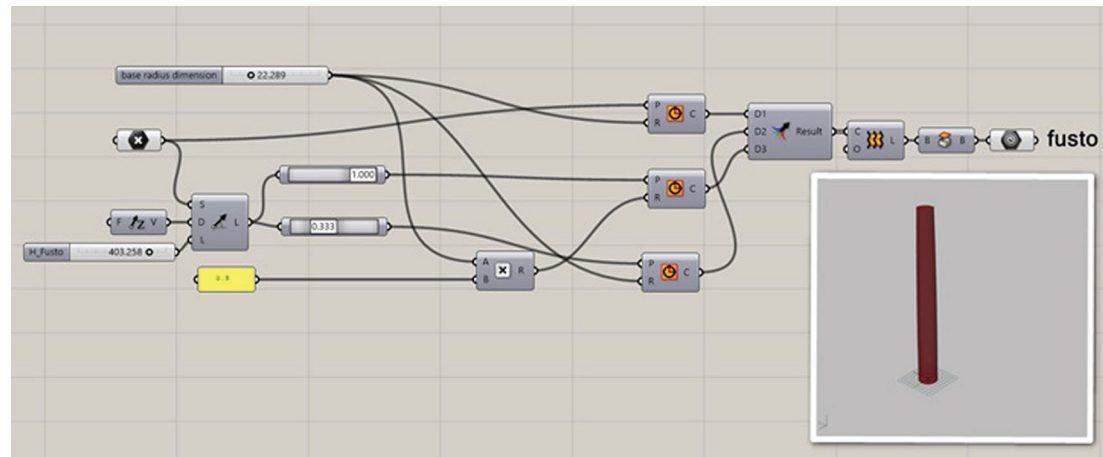 base radius dimension 22.289
P
R
C
D1
D2
D3
Result
C
O
L
B B
fusto
1.000
P
R
C
S
D
L
L
F V
0.333
H_Fusto 403.258
A
B
R
P
R
C